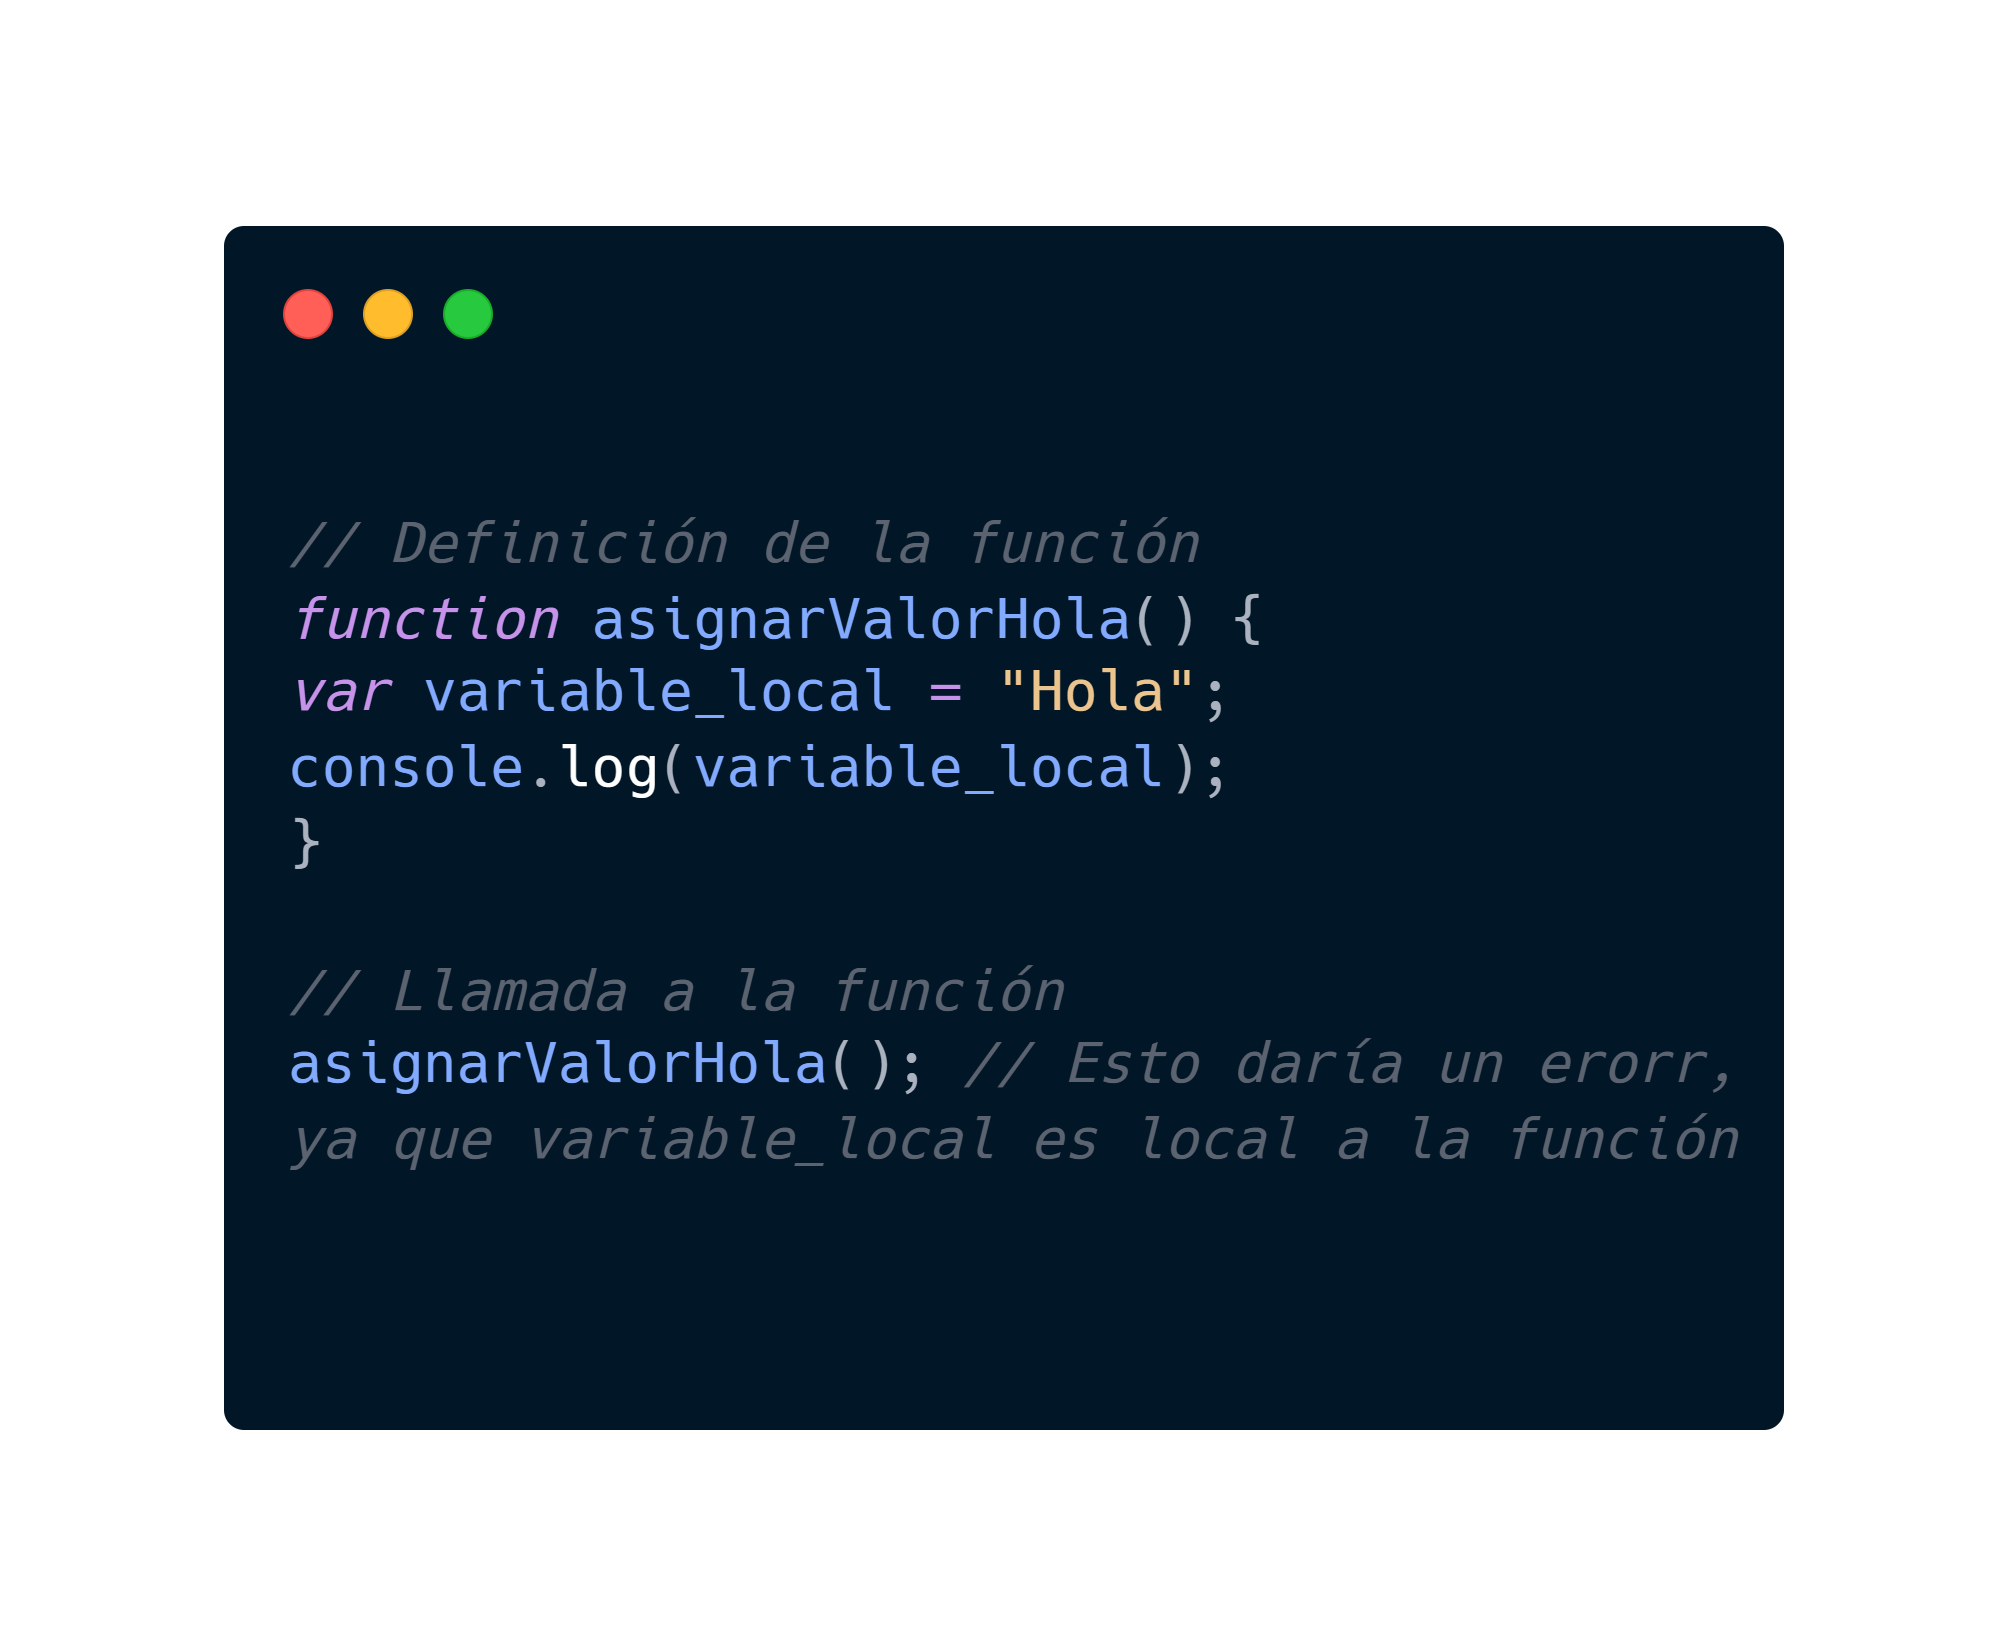 // Definición de la función
function asignarValorHola() {
var variable_local = "Hola";
console.log(variable_local);
}
// Llamada a la función
asignarValorHola(); // Esto daría un erorr,
ya que variable_local es local a la función